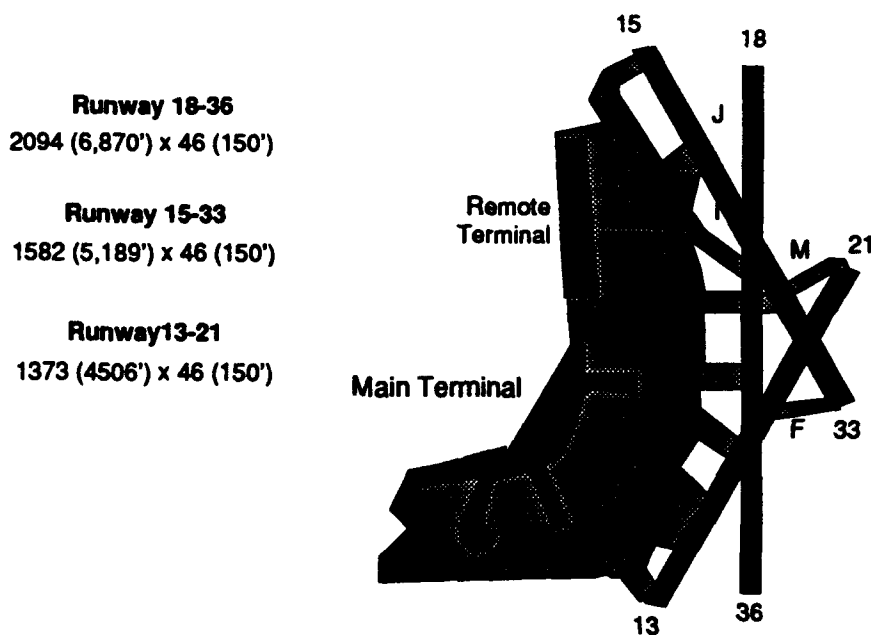 Runway 18-36
2094 (6,870') x 46 (150')
Runway 15-33
1582 (5,189') x 46 (150')
Runway13-21
1373 (4506') x 46 (150')
15
18
J
Remote
Terminal
I
M
21
Main Terminal
F
33
13
36